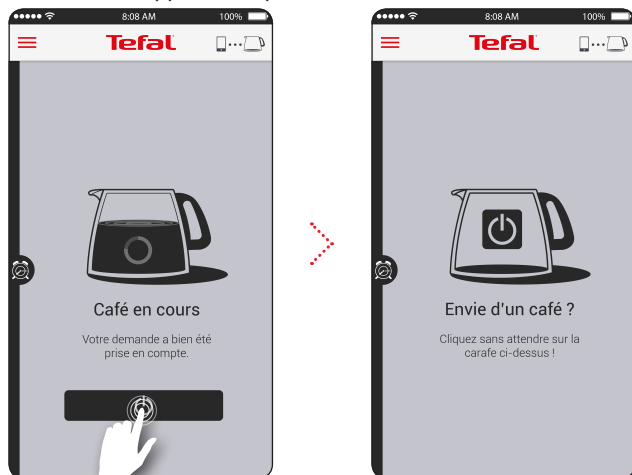 8:08 AM 100%
Tefal
Café en cours
Votre demande a bien été
prise en compte.
8:08 AM 100%
Tefal
Envie d'un café ?
Cliquez sans attendre sur la
carafe ci-dessus !